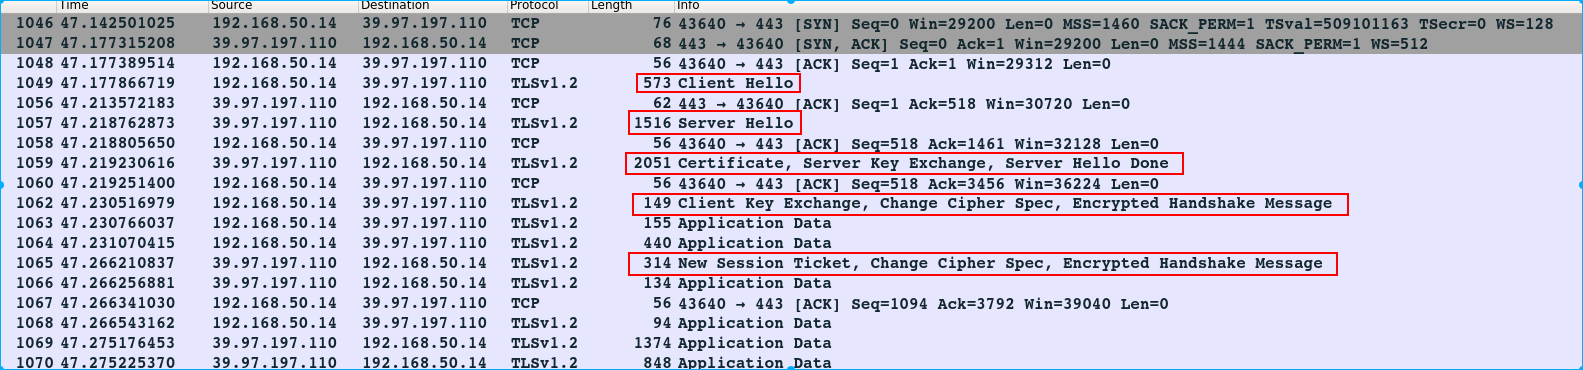 Time Source Destination Protocol Length Info
1046 47.142501025 192.168.50.14 39.97.197.110 TCP 76 43640 → 443 [SYN] Seq=0 Win=29200 Len=0 MSS=1460 SACK_PERM=1 TSval=509101163 TSecr=0 WS=128
1047 47.177315208 39.97.197.110 192.168.50.14 TCP 68 443 → 43640 [SYN, ACK] Seq=0 Ack=1 Win=29200 Len=0 MSS=1444 SACK_PERM=1 WS=512
1048 47.177389514 192.168.50.14 39.97.197.110 TCP 56 43640 → 443 [ACK] Seq=1 Ack=1 Win=29312 Len=0
1049 47.177866719 192.168.50.14 39.97.197.110 TLSv1.2 573 Client Hello
1056 47.213572183 39.97.197.110 192.168.50.14 TCP 62 443 → 43640 [ACK] Seq=1 Ack=518 Win=30720 Len=0
1057 47.218762873 39.97.197.110 192.168.50.14 TLSv1.2 1516 Server Hello
1058 47.218805650 192.168.50.14 39.97.197.110 TCP 56 43640 → 443 [ACK] Seq=518 Ack=1461 Win=32128 Len=0
1059 47.219230616 39.97.197.110 192.168.50.14 TLSv1.2 2051 Certificate, Server Key Exchange, Server Hello Done
1060 47.219251400 192.168.50.14 39.97.197.110 TCP 56 43640 → 443 [ACK] Seq=518 Ack=3456 Win=36224 Len=0
1062 47.230516979 192.168.50.14 39.97.197.110 TLSv1.2 149 Client Key Exchange, Change Cipher Spec, Encrypted Handshake Message
1063 47.230766037 192.168.50.14 39.97.197.110 TLSv1.2 155 Application Data
1064 47.231070415 192.168.50.14 39.97.197.110 TLSv1.2 440 Application Data
1065 47.266210837 39.97.197.110 192.168.50.14 TLSv1.2 314 New Session Ticket, Change Cipher Spec, Encrypted Handshake Message
1066 47.266256881 39.97.197.110 192.168.50.14 TLSv1.2 134 Application Data
1067 47.266341030 192.168.50.14 39.97.197.110 TCP 56 43640 → 443 [ACK] Seq=1094 Ack=3792 Win=39040 Len=0
1068 47.266543162 192.168.50.14 39.97.197.110 TLSv1.2 94 Application Data
1069 47.275176453 39.97.197.110 192.168.50.14 TLSv1.2 1374 Application Data
1070 47.275225370 39.97.197.110 192.168.50.14 TLSv1.2 848 Application Data